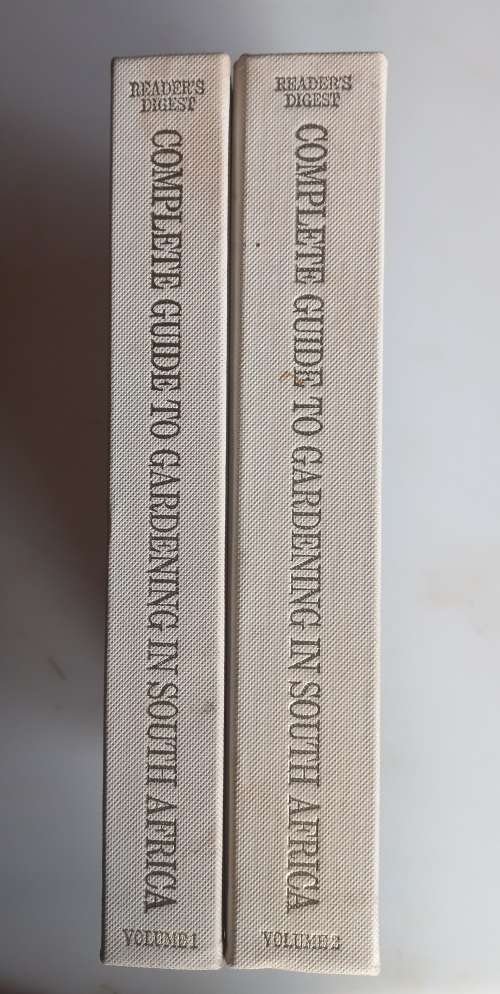 READER'S
DIGEST
COMPLETE GUIDE TO GARDENING IN SOUTH AFRICA
VOLUME 1
READER'S
DIGEST
COMPLETE GUIDE TO GARDENING IN SOUTH AFRICA
VOLUME 2